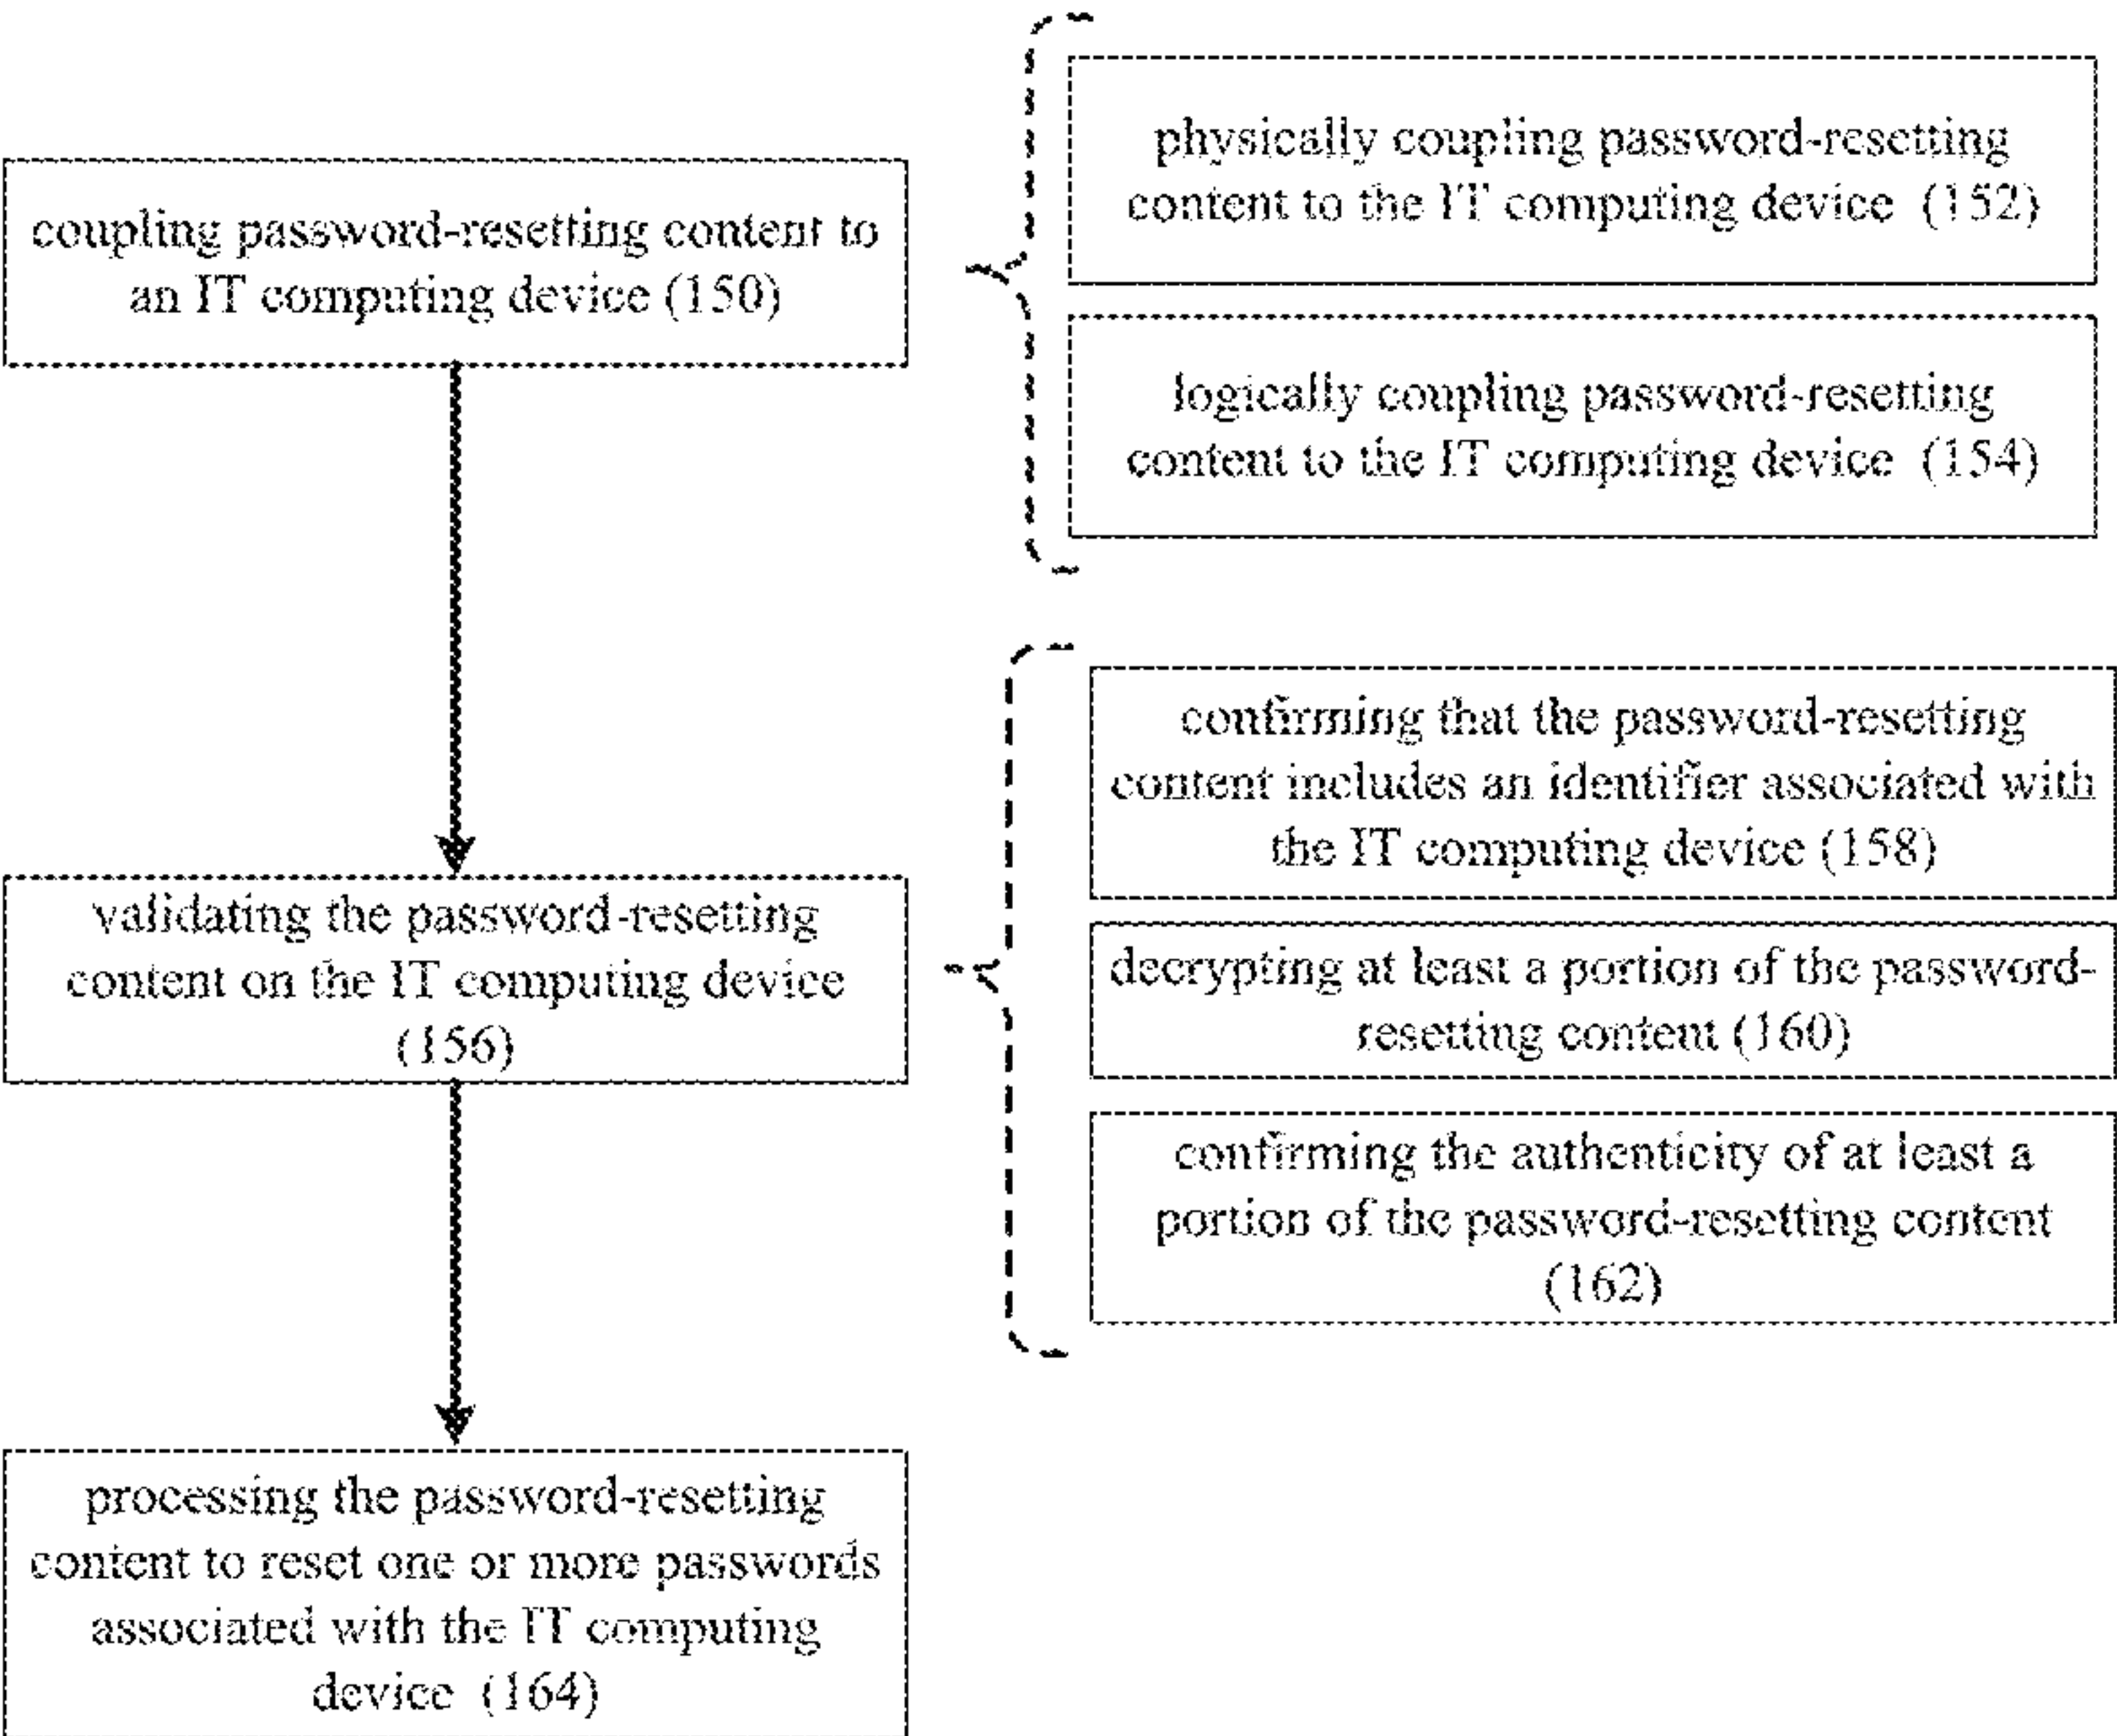 coupling password-resetting content to
an IT computing device (150)
physically coupling password-resetting
content to the IT computing device (152)
logically coupling password-resetting
content to the IT computing device (154)
validating the password-resetting
content on the IT computing device
(156)
confirming that the password-resetting
content includes an identifier associated with
the IT computing device (158)
decrypting at least a portion of the password-
resetting content (160)
confirming the authenticity of at least a
portion of the password-resetting content
(162)
processing the password-resetting
content to reset one or more passwords
associated with the IT computing
device (164)